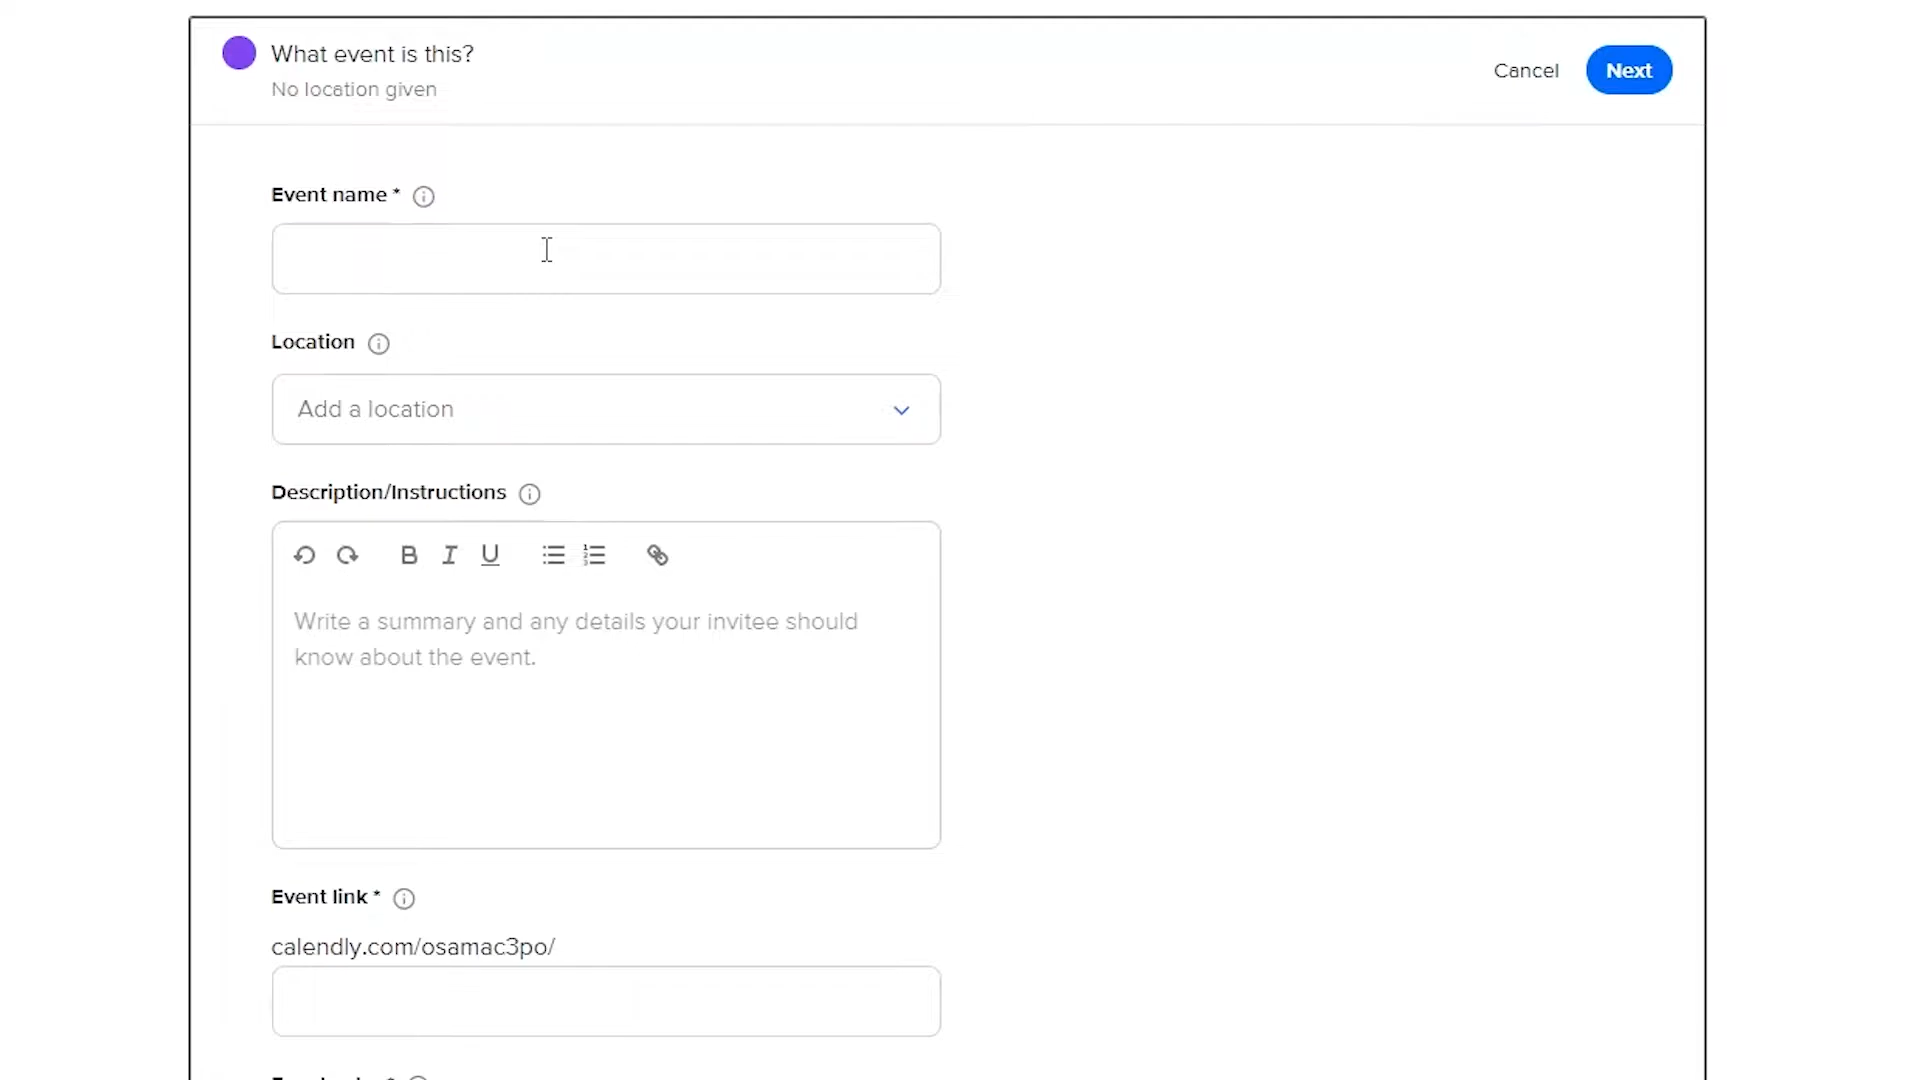 What event is this?
No location given
Cancel
Next
Event name *
Location
Add a location
Description/Instructions
B I U
Write a summary and any details your invitee should
know about the event.
Event link *
calendly.com/osamac3po/